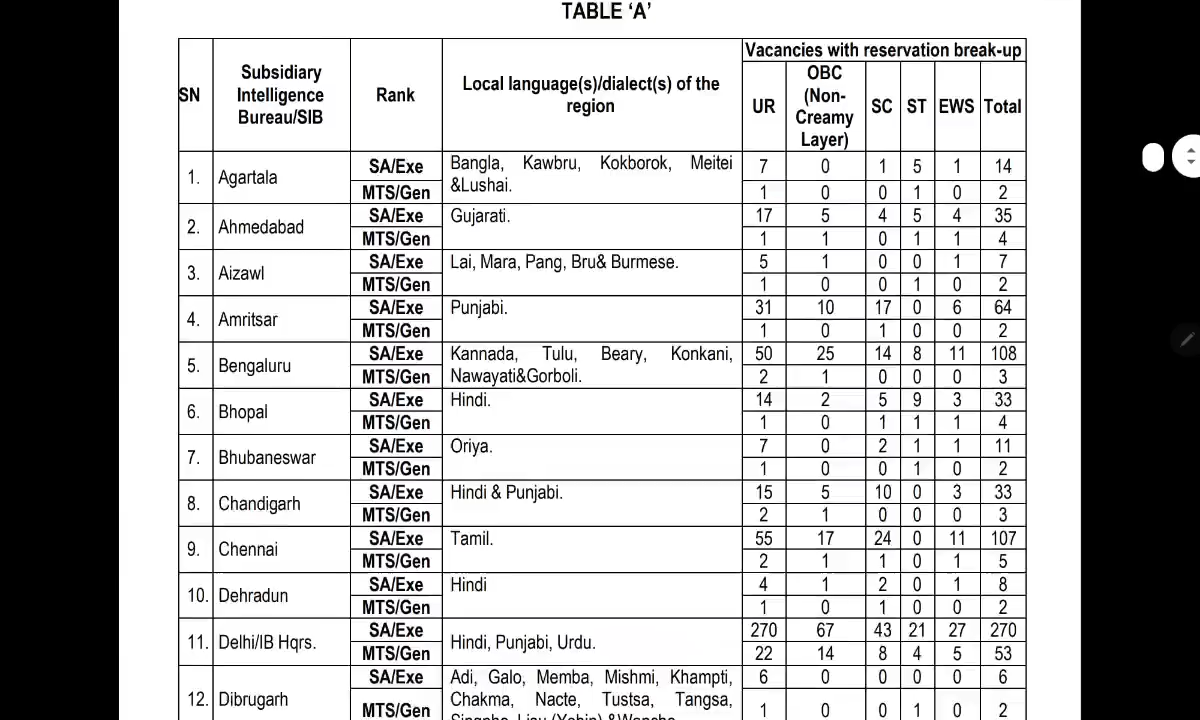 TABLE ‘A’
SN Subsidiary Intelligence Bureau/SIB Rank Local language(s)/dialect(s) of the region Vacancies with reservation break-up
UR OBC (Non-Creamy Layer) SC ST EWS Total
1. Agartala SA/Exe Bangla, Kawbru, Kokborok, Meitei &Lushai. 7 0 1 5 1 14
MTS/Gen 1 0 0 1 0 2
2. Ahmedabad SA/Exe Gujarati. 17 5 4 5 4 35
MTS/Gen 1 1 0 1 1 4
3. Aizawl SA/Exe Lai, Mara, Pang, Bru& Burmese. 5 1 0 0 1 7
MTS/Gen 1 0 0 1 0 2
4. Amritsar SA/Exe Punjabi. 31 10 17 0 6 64
MTS/Gen 1 0 1 0 0 2
5. Bengaluru SA/Exe Kannada, Tulu, Beary, Konkani, Nawayati&Gorboli. 50 25 14 8 11 108
MTS/Gen 2 1 0 0 0 3
6. Bhopal SA/Exe Hindi. 14 2 5 9 3 33
MTS/Gen 1 0 1 1 1 4
7. Bhubaneswar SA/Exe Oriya. 7 0 2 1 1 11
MTS/Gen 1 0 0 1 0 2
8. Chandigarh SA/Exe Hindi & Punjabi. 15 5 10 0 3 33
MTS/Gen 2 1 0 0 0 3
9. Chennai SA/Exe Tamil. 55 17 24 0 11 107
MTS/Gen 2 1 1 0 1 5
10. Dehradun SA/Exe Hindi 4 1 2 0 1 8
MTS/Gen 1 0 1 0 0 2
11. Delhi/IB Hqrs. SA/Exe Hindi, Punjabi, Urdu. 270 67 43 21 27 270
MTS/Gen 22 14 8 4 5 53
12. Dibrugarh SA/Exe Adi, Galo, Memba, Mishmi, Khampti, 6 0 0 0 0 6
Chakma, Nacte, Tustsa, Tangsa,
MTS/Gen 1 0 0 1 0 2